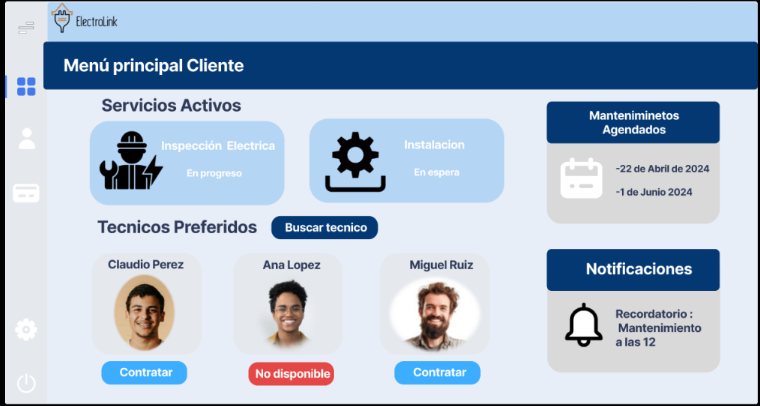 ElectroLink
Menú principal Cliente
Servicios Activos
Inspección Electrica
En progreso
Instalacion
En espera
Manteniminetos
Agendados
-22 de Abril de 2024
-1 de Junio 2024
Tecnicos Preferidos
Buscar tecnico
Claudio Perez
Ana Lopez
Miguel Ruiz
Contratar
No disponible
Contratar
Notificaciones
Recordatorio :
Mantenimiento
a las 12